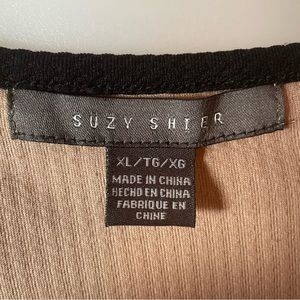 SUZY SHIER
XL/TG/XG
MADE IN CHINA
HECHO EN CHINA
FABRIQUE EN
CHINE